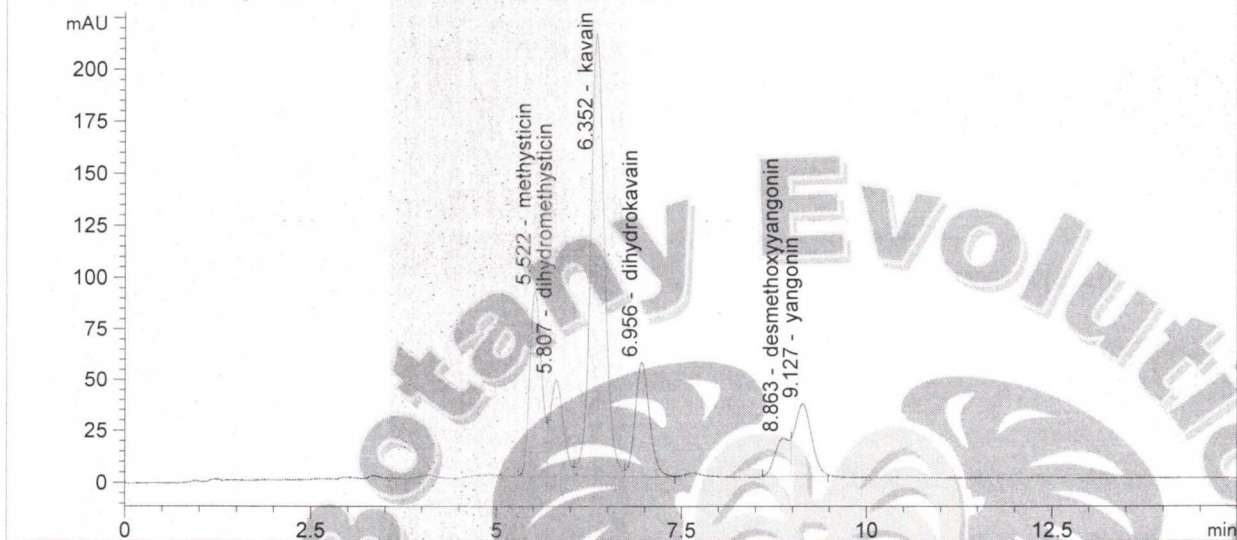 mAU
200
175
150
125
100
75
50
25
0
5.522 - methysticin
5.807 - dihydromethysticin
6.352 - kavain
6.956 - dihydrokavain
8.863 - desmethoxyyangonin
9.127 - yangonin
0 2.5 5 7.5 10 12.5 min
otany Evolutio